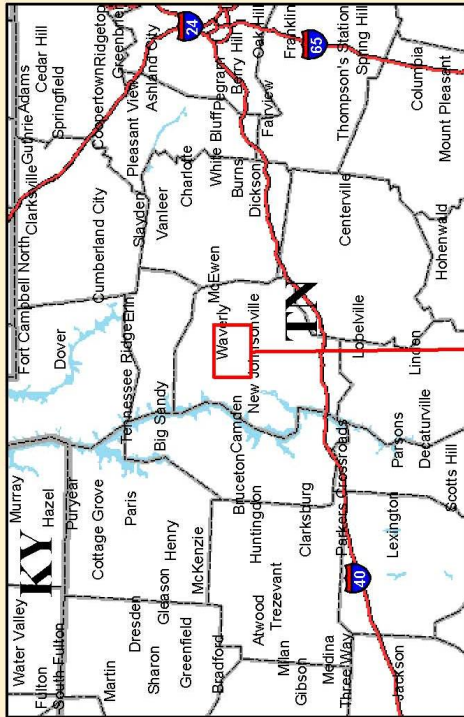 Water Valley
Murray
Fort Campbell North
Guthrie
Adams
KY
Clarksville
Cedar Hill
Fulton
Hazel
Springfield
South Fulton
Puryear
Dover
Cottage Grove
Cumberland City
Coopertown
Ridgetop
Greenbrier
Martin
Paris
Tennessee Ridge
Erin
Slayden
Pleasant View
Dresden
Ashland City
24
Sharon
Gleason
Henry
Big Sandy
Vanleer
Greenfield
McKenzie
Charlotte
Bradford
Bruceton
Camden
Waverly
McEwen
White Bluff
Pegram
Burns
Berry Hill
Atwood
Huntingdon
New Johnsonville
Dickson
Oak Hill
Trezevant
Fairview
Milan
Franklin
Gibson
Clarksburg
TN
65
Medina
Three Way
Parkers Crossroads
Lobelville
Centerville
Thompson's Station
40
Spring Hill
Jackson
Lexington
Parsons
Linden
Columbia
Decaturville
Hohenwald
Mount Pleasant
Scotts Hill